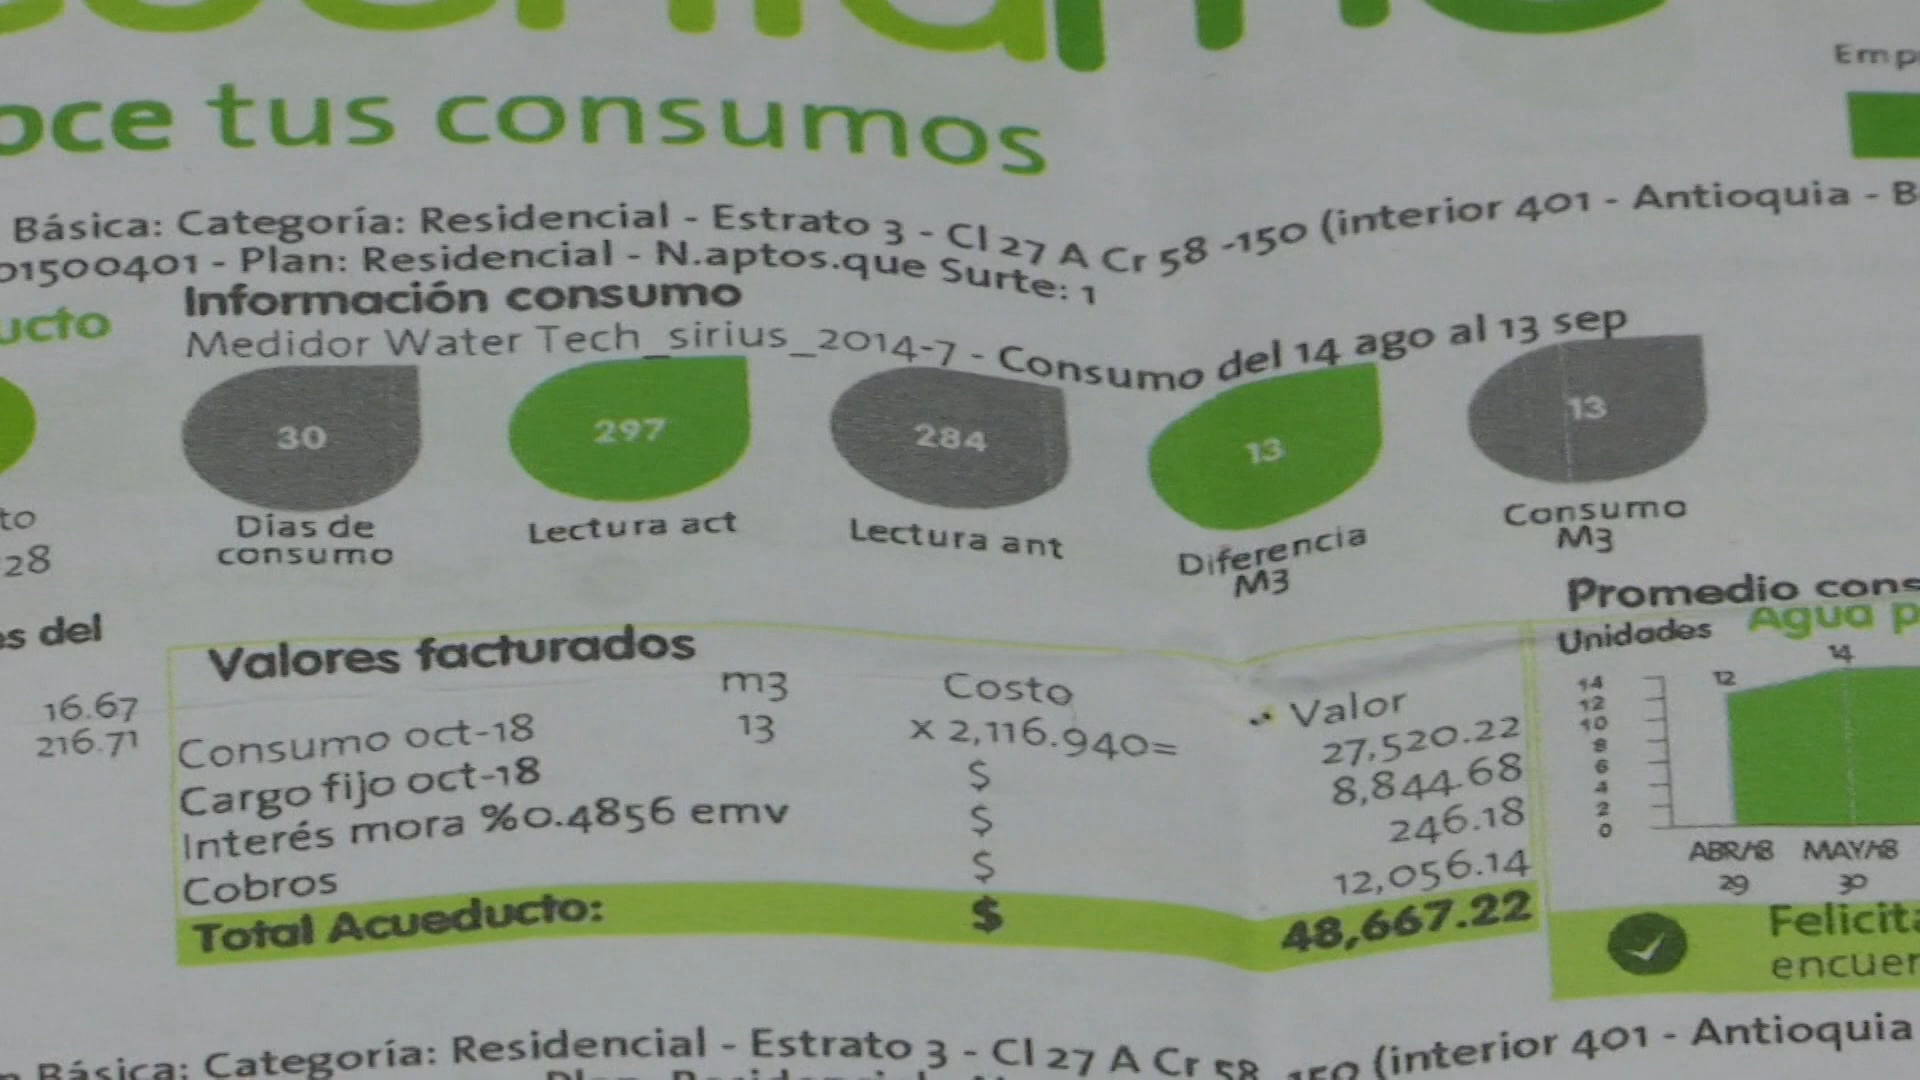 oce tus consumos
Emp
Básica: Categoría: Residencial - Estrato 3 - Cl 27 A Cr 58 -150 (interior 401 - Antioquia - B
01500401 - Plan: Residencial - N.aptos.que Surte: 1
ucto
Información consumo
Medidor Water Tech_sirius_2014-7 - Consumo del 14 ago al 13 sep
30
297
284
13
13
to
28
Dias de
consumo
Lectura act
Lectura ant
Diferencia
M3
Consumo
M3
es del
16.67
216.71
Valores facturados
m3 Costo Valor
Consumo oct-18 13 x 2,116.940= 27,520.22
Cargo fijo oct-18 $ 8,844.68
Interés mora %0.4856 emv $ 246.18
Cobros $ 12,056.14
Total Acueducto: $ 48,667.22
Promedio cons
Unidades Agua p
14
12
10
8
6
4
2
0
12
14
ABR/18 MAY/18
29 30
Felicita
encuer
Básica: Categoría: Residencial - Estrato 3 - Cl 27 A Cr 58 -150 (interior 401 - Antioquia